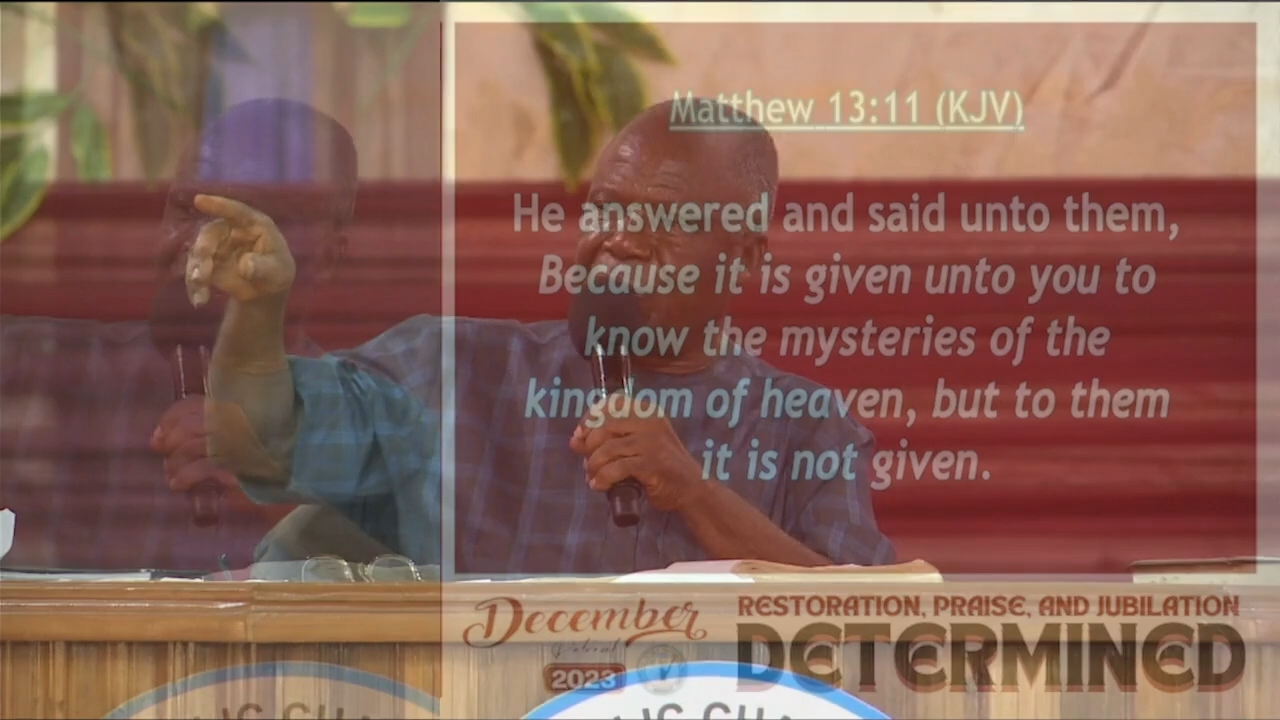 Matthew 13:11 (KJV)
He answered and said unto them,
Because it is given unto you to
know the mysteries of the
kingdom of heaven, but to them
it is not given.
December
Retreat
2023
RESTORATION, PRAISE, AND JUBILATION
DETERMINED